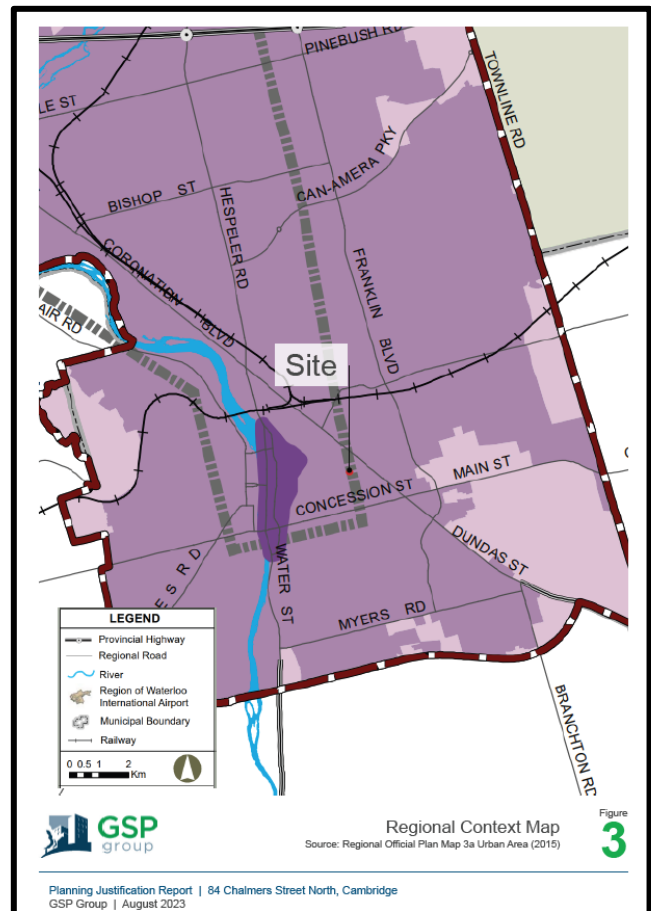 PINEBUSH RD
TOWNLINE RD
LE ST
CAN-AMERA PKY
BISHOP ST
HESPELER RD
CORONATION BLVD
FRANKLIN BLVD
AIR RD
Site
MAIN ST
CONCESSION ST
DUNDAS ST
WATER ST
ES RD
MYERS RD
BRANCHTON RD
LEGEND
Provincial Highway
Regional Road
River
Region of Waterloo
International Airport
Municipal Boundary
Railway
0 0.5 1 2
Km
GSP
group
Regional Context Map
Source: Regional Official Plan Map 3a Urban Area (2015)
Figure
3
Planning Justification Report | 84 Chalmers Street North, Cambridge
GSP Group | August 2023